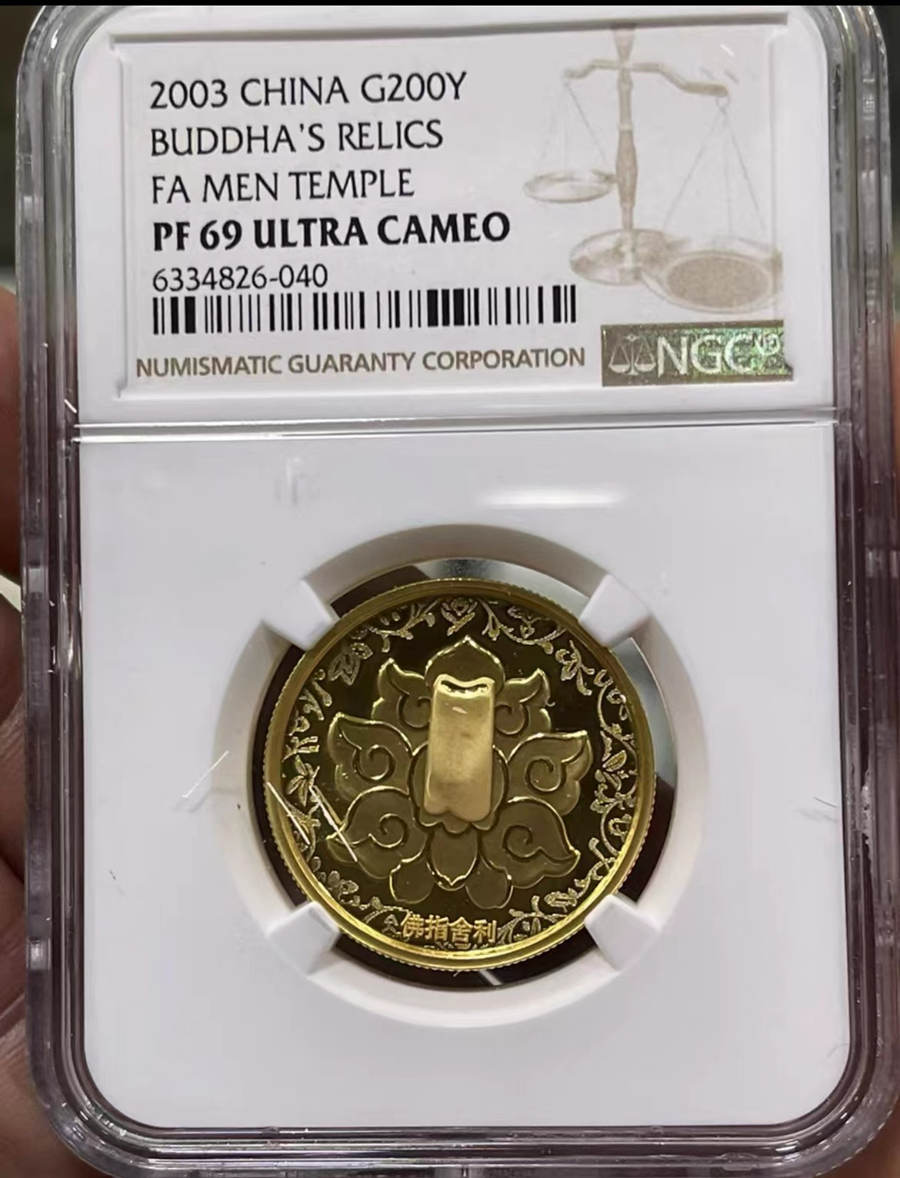 2003 CHINA G200Y
BUDDHA'S RELICS
FA MEN TEMPLE
PF 69 ULTRA CAMEO
6334826-040
NUMISMATIC GUARANTY CORPORATION
NGC
佛指舍利